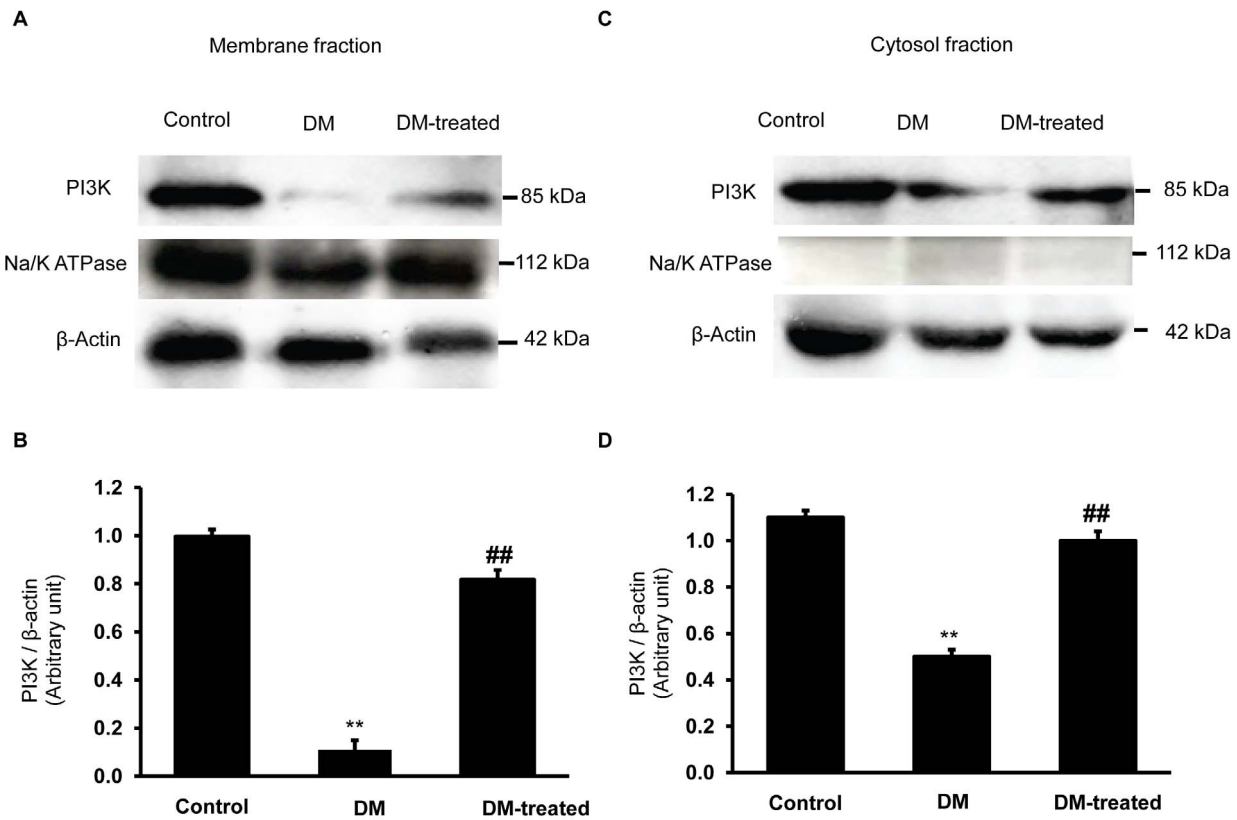 A
Membrane fraction
Control DM DM-treated
PI3K 85 kDa
Na/K ATPase 112 kDa
β-Actin 42 kDa
C
Cytosol fraction
Control DM DM-treated
PI3K 85 kDa
Na/K ATPase 112 kDa
β-Actin 42 kDa
B
PI3K / β-actin
(Arbitrary unit)
1.2
1.0
0.8
0.6
0.4
0.2
0.0
**
##
Control DM DM-treated
D
PI3K / β-actin
(Arbitrary unit)
1.2
1.0
0.8
0.6
0.4
0.2
0.0
**
##
Control DM DM-treated